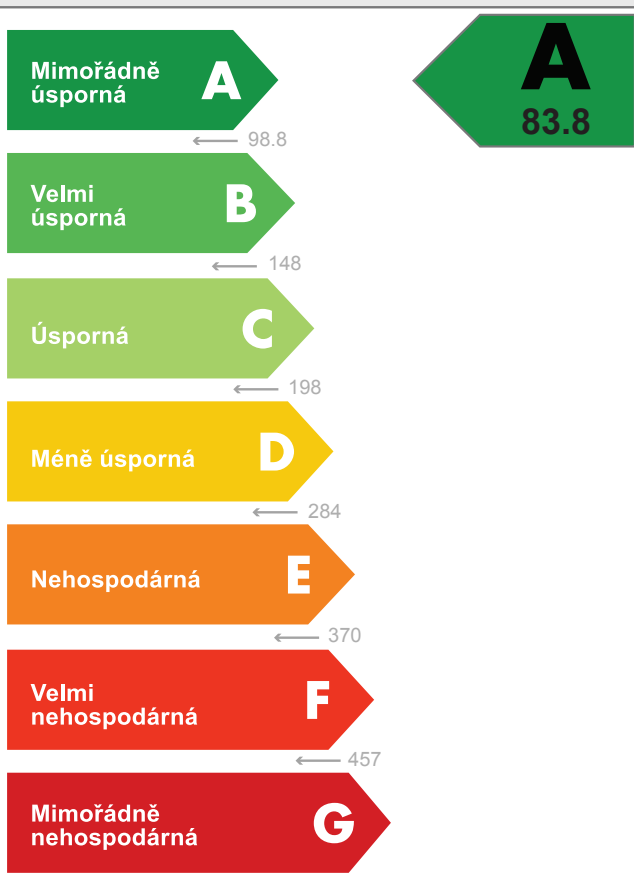 Mimořádně
úsporná
A
98.8
A
83.8
Velmi
úsporná
B
148
Úsporná
C
198
Méně úsporná
D
284
Nehospodárná
E
370
Velmi
nehospodárná
F
457
Mimořádně
nehospodárná
G